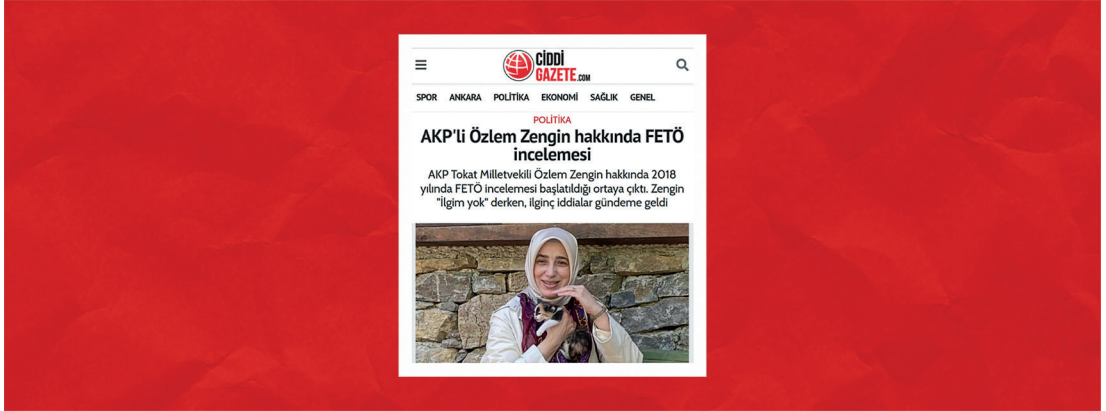 CİDDİ
GAZETE.COM
SPOR ANKARA POLİTİKA EKONOMİ SAĞLIK GENEL
POLİTİKA
AKP'li Özlem Zengin hakkında FETÖ
incelemesi
AKP Tokat Milletvekili Özlem Zengin hakkında 2018
yılında FETÖ incelemesi başlatıldığı ortaya çıktı. Zengin
"İlgim yok" derken, ilginç iddialar gündeme geldi